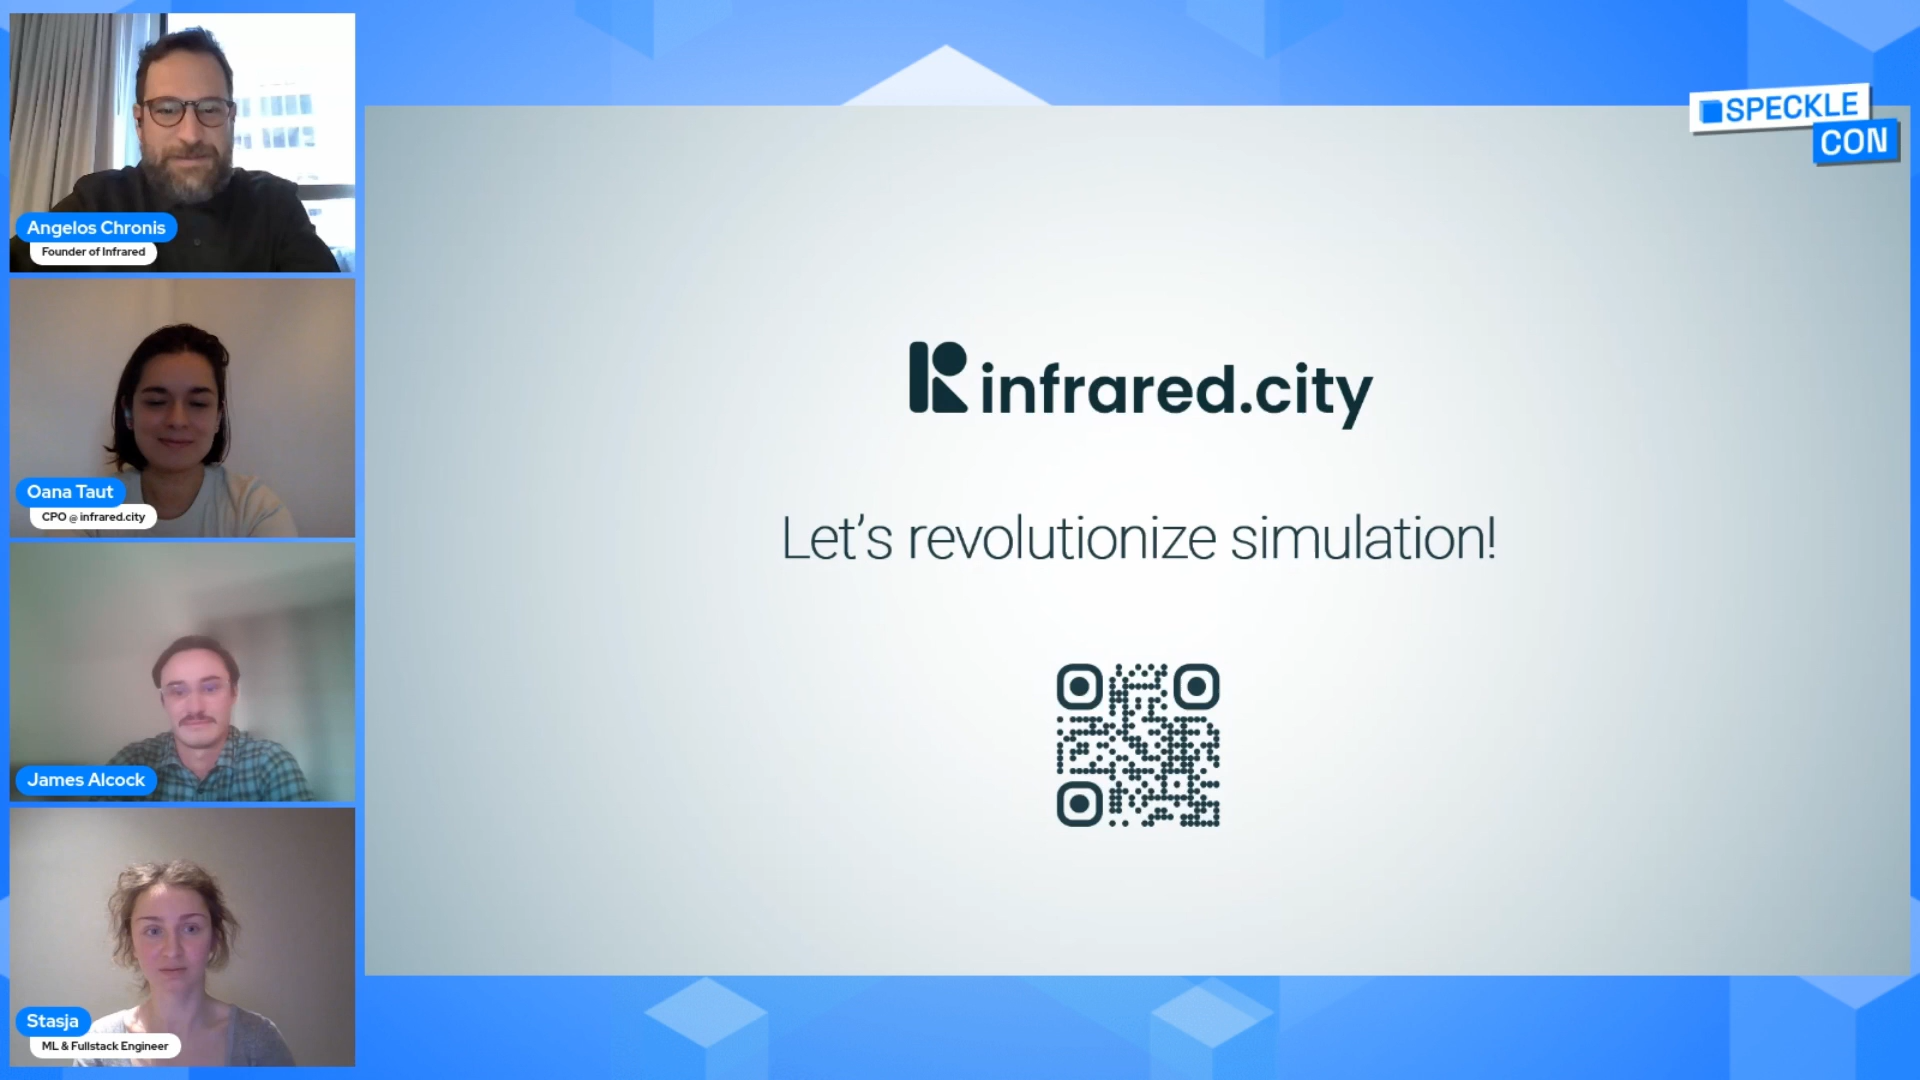 Angelos Chronis
Founder of Infrared
Oana Taut
CPO @ infrared.city
James Alcock
Stasja
ML & Fullstack Engineer
SPECKLE
CON
infrared.city
Let's revolutionize simulation!